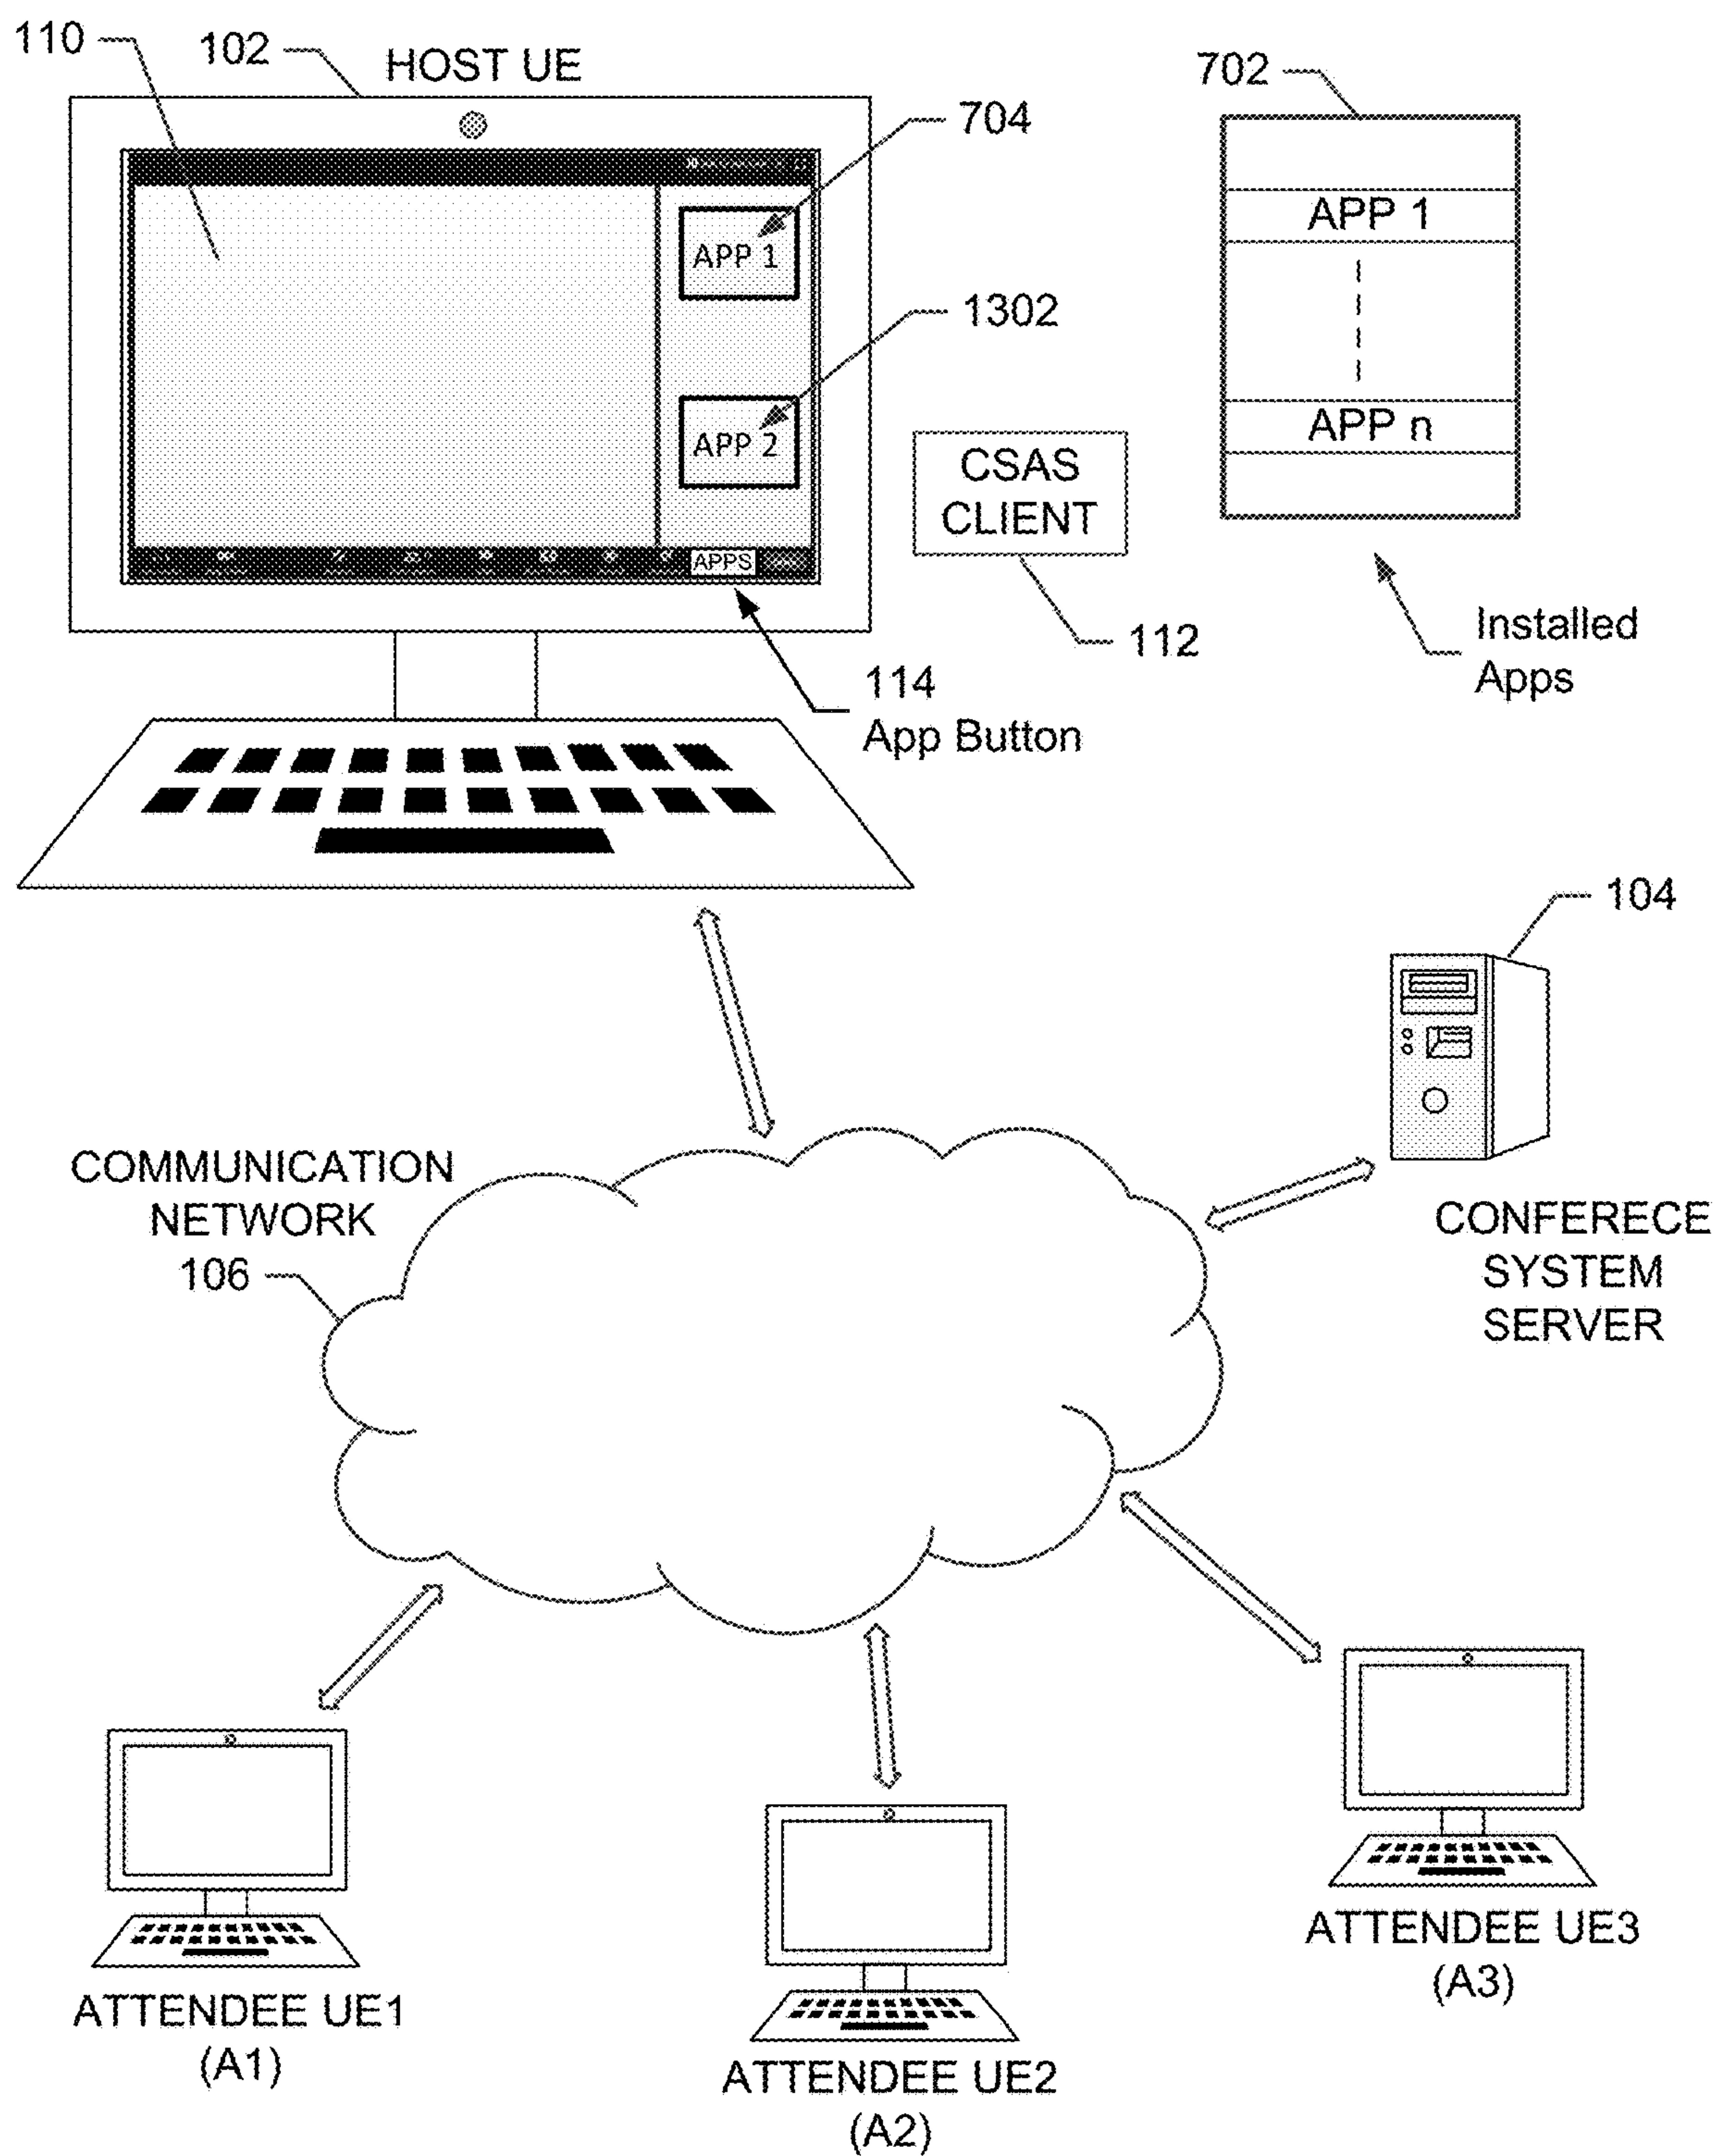 110
102
HOST UE
702
704
APP 1
APP 1
1302
APP 2
APP n
CSAS
CLIENT
APPS
112
Installed
Apps
114
App Button
104
COMMUNICATION
NETWORK
106
CONFERECE
SYSTEM
SERVER
ATTENDEE UE3
(A3)
ATTENDEE UE1
(A1)
ATTENDEE UE2
(A2)